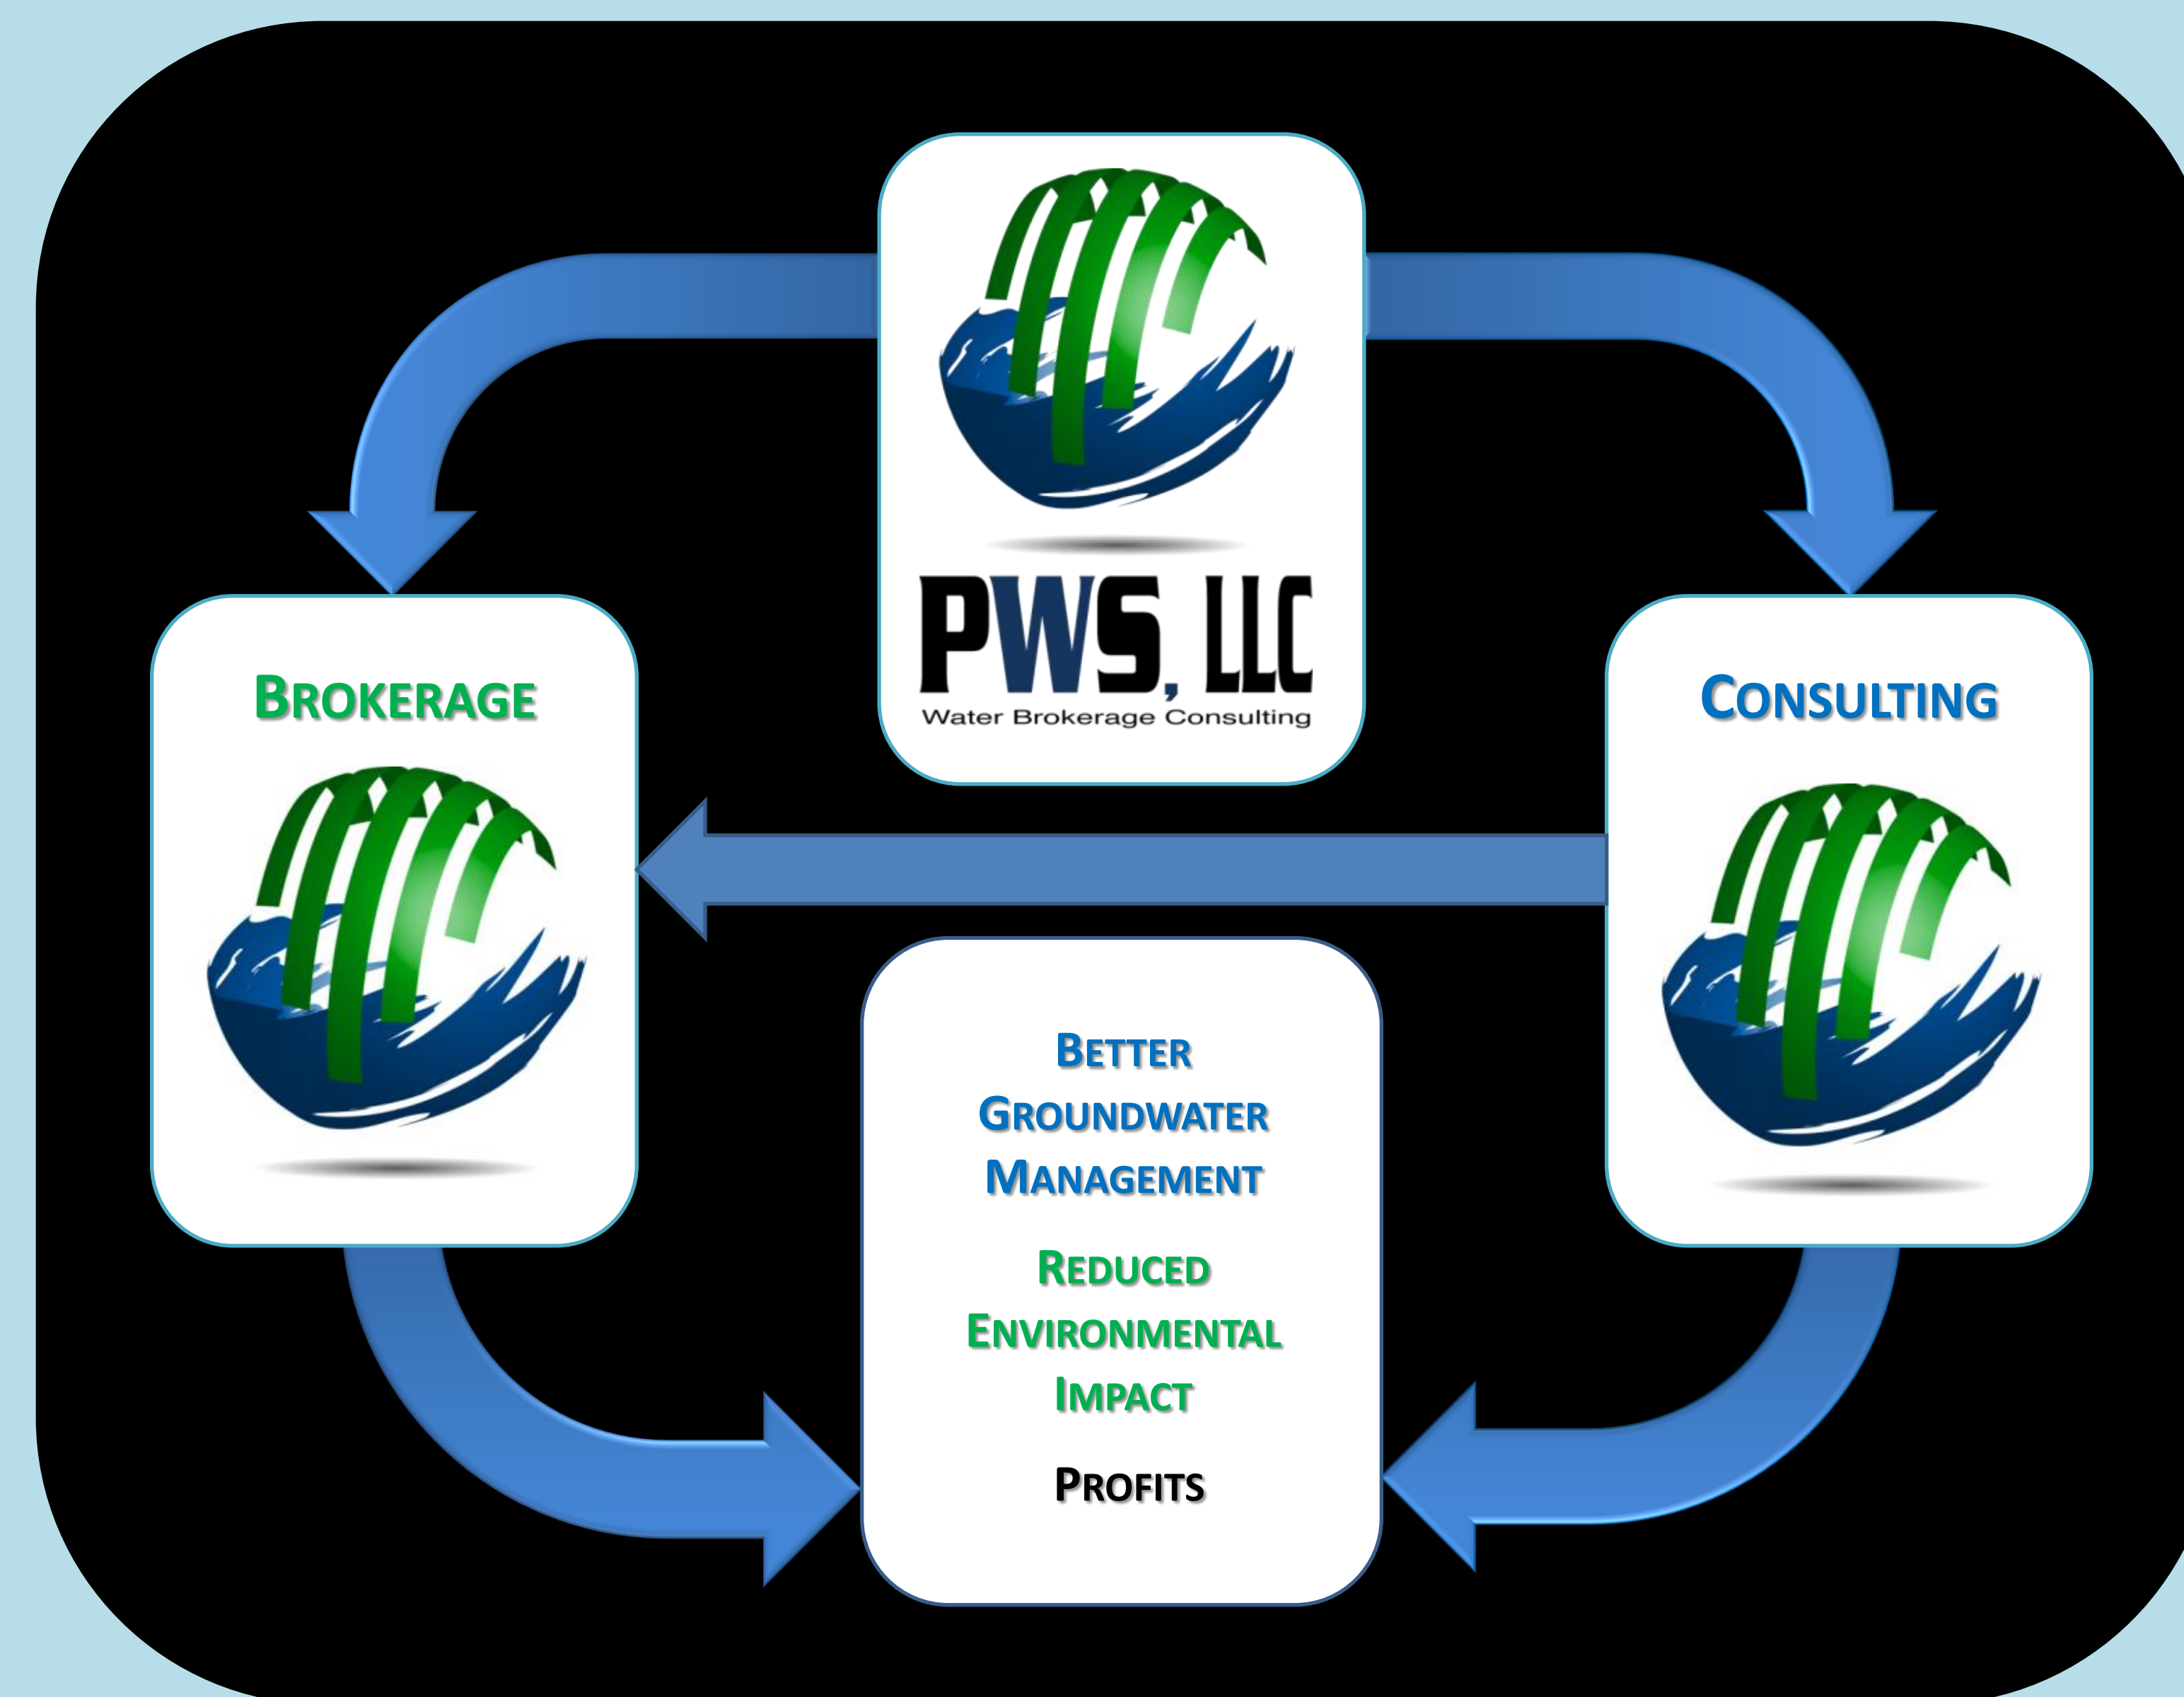 PWS, LLC
Water Brokerage Consulting
BROKERAGE
CONSULTING
BETTER
GROUNDWATER
MANAGEMENT
REDUCED
ENVIRONMENTAL
IMPACT
PROFITS